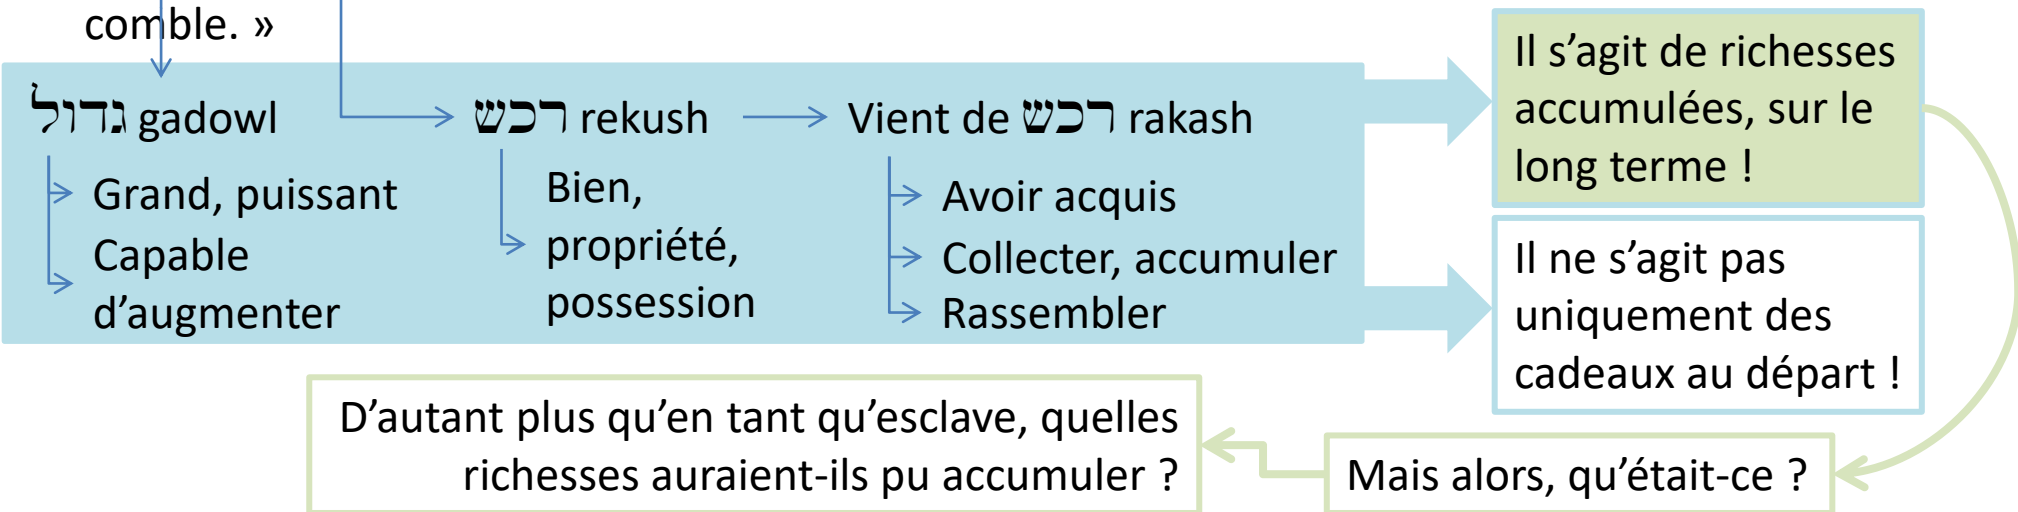 comble. »
גדול gadowl
Grand, puissant
Capable
d’augmenter
רכש rekush
Bien,
propriété,
possession
Vient de רכש rakash
Avoir acquis
Collecter, accumuler
Rassembler
Il s’agit de richesses
accumulées, sur le
long terme !
Il ne s’agit pas
uniquement des
cadeaux au départ !
Mais alors, qu’était-ce ?
D’autant plus qu’en tant qu’esclave, quelles
richesses auraient-ils pu accumuler ?